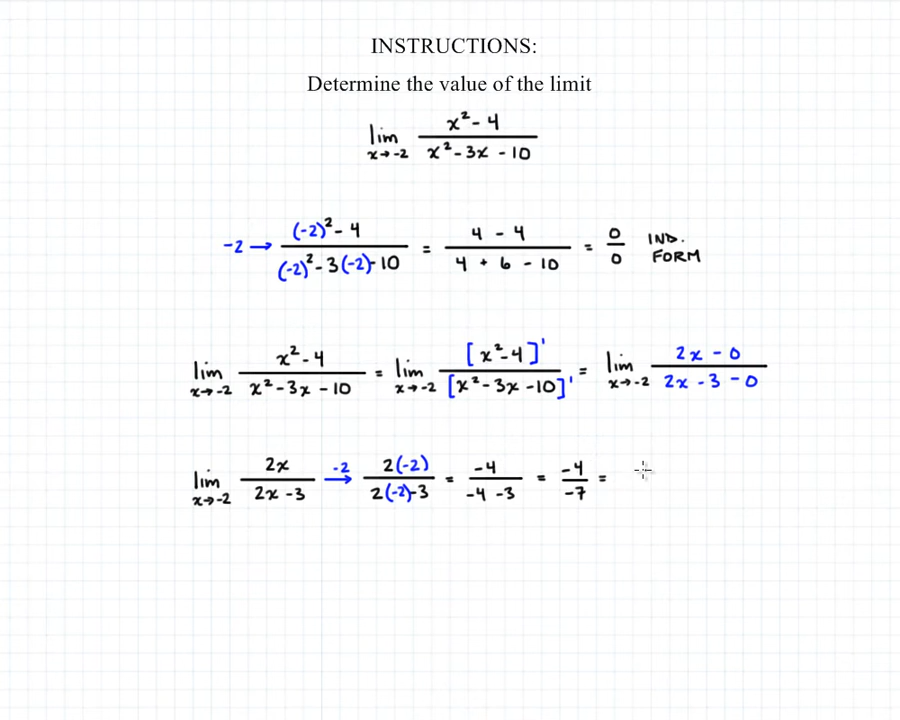 INSTRUCTIONS:
Determine the value of the limit
lim x→-2 (x² - 4)/(x² - 3x - 10)
-2 → ((-2)² - 4)/((-2)² - 3(-2) - 10) = (4 - 4)/(4 + 6 - 10) = 0/0 IND. FORM
lim x→-2 (x² - 4)/(x² - 3x - 10) = lim x→-2 [x² - 4]'/[x² - 3x - 10]' = lim x→-2 (2x - 0)/(2x - 3 - 0)
lim x→-2 2x/(2x - 3) -2→ 2(-2)/(2(-2) - 3) = -4/(-4 - 3) = -4/-7 =